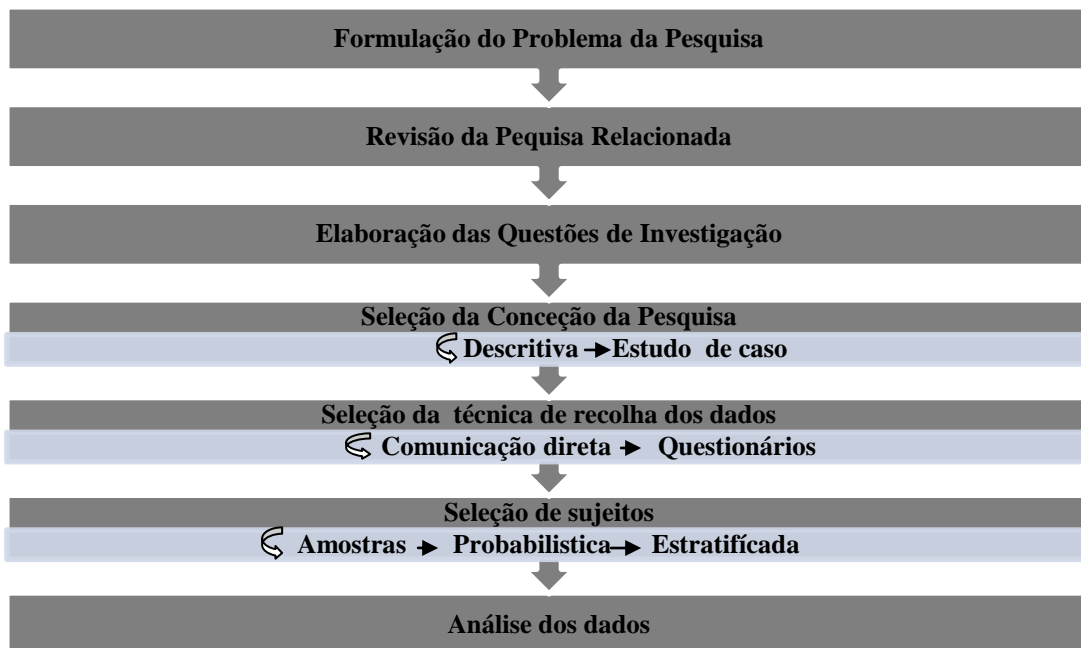 Formulação do Problema da Pesquisa
Revisão da Pequisa Relacionada
Elaboração das Questões de Investigação
Seleção da Conceção da Pesquisa
Descritiva → Estudo de caso
Seleção da técnica de recolha dos dados
Comunicação direta → Questionários
Seleção de sujeitos
Amostras → Probabilistica → Estratifícada
Análise dos dados